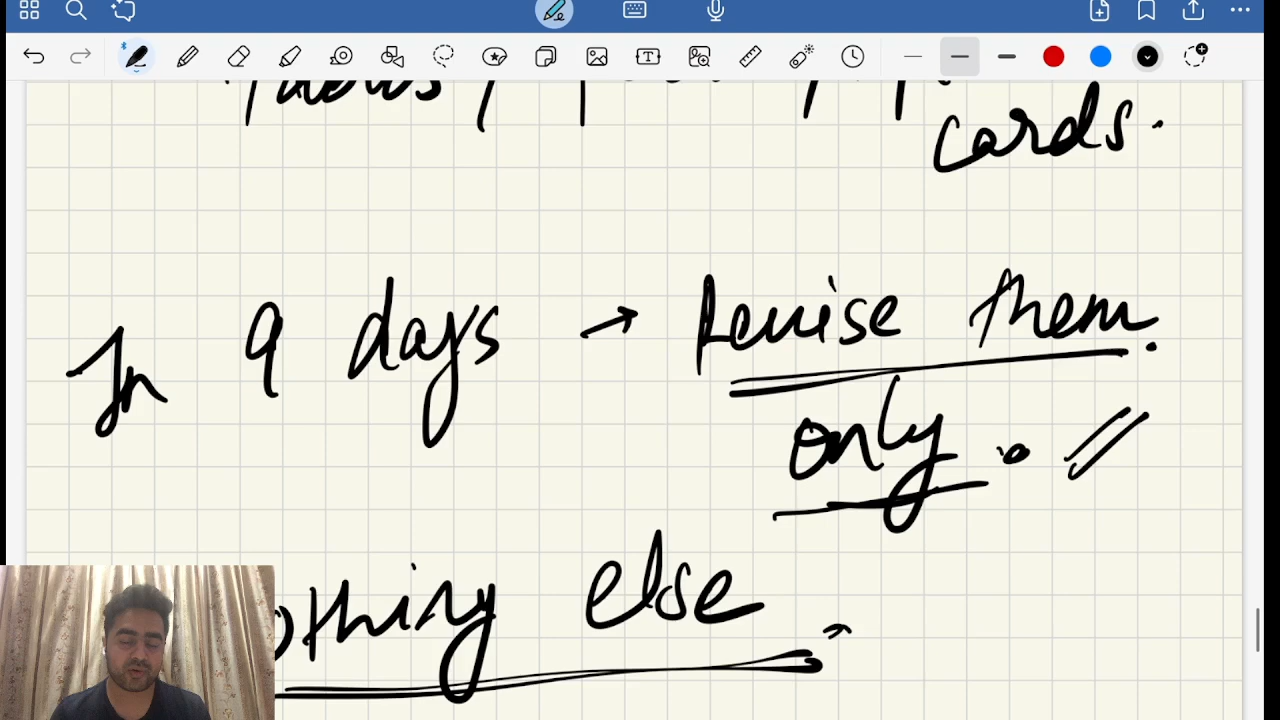 cards.
In 9 days → Revise them.
only.
othing else